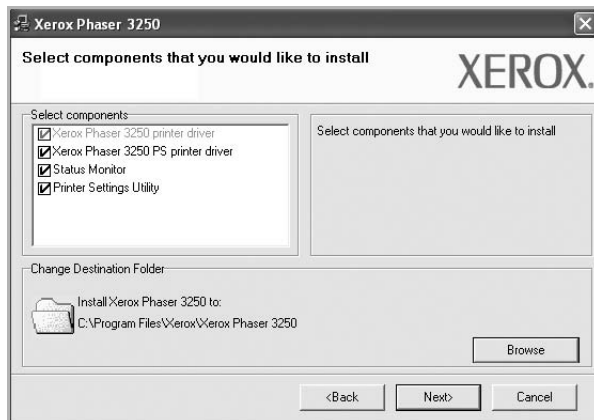 Xerox Phaser 3250
Select components that you would like to install
XEROX.
Select components
Xerox Phaser 3250 printer driver
Xerox Phaser 3250 PS printer driver
Status Monitor
Printer Settings Utility
Select components that you would like to install
Change Destination Folder
Install Xerox Phaser 3250 to:
C:\Program Files\Xerox\Xerox Phaser 3250
Browse
<Back
Next>
Cancel